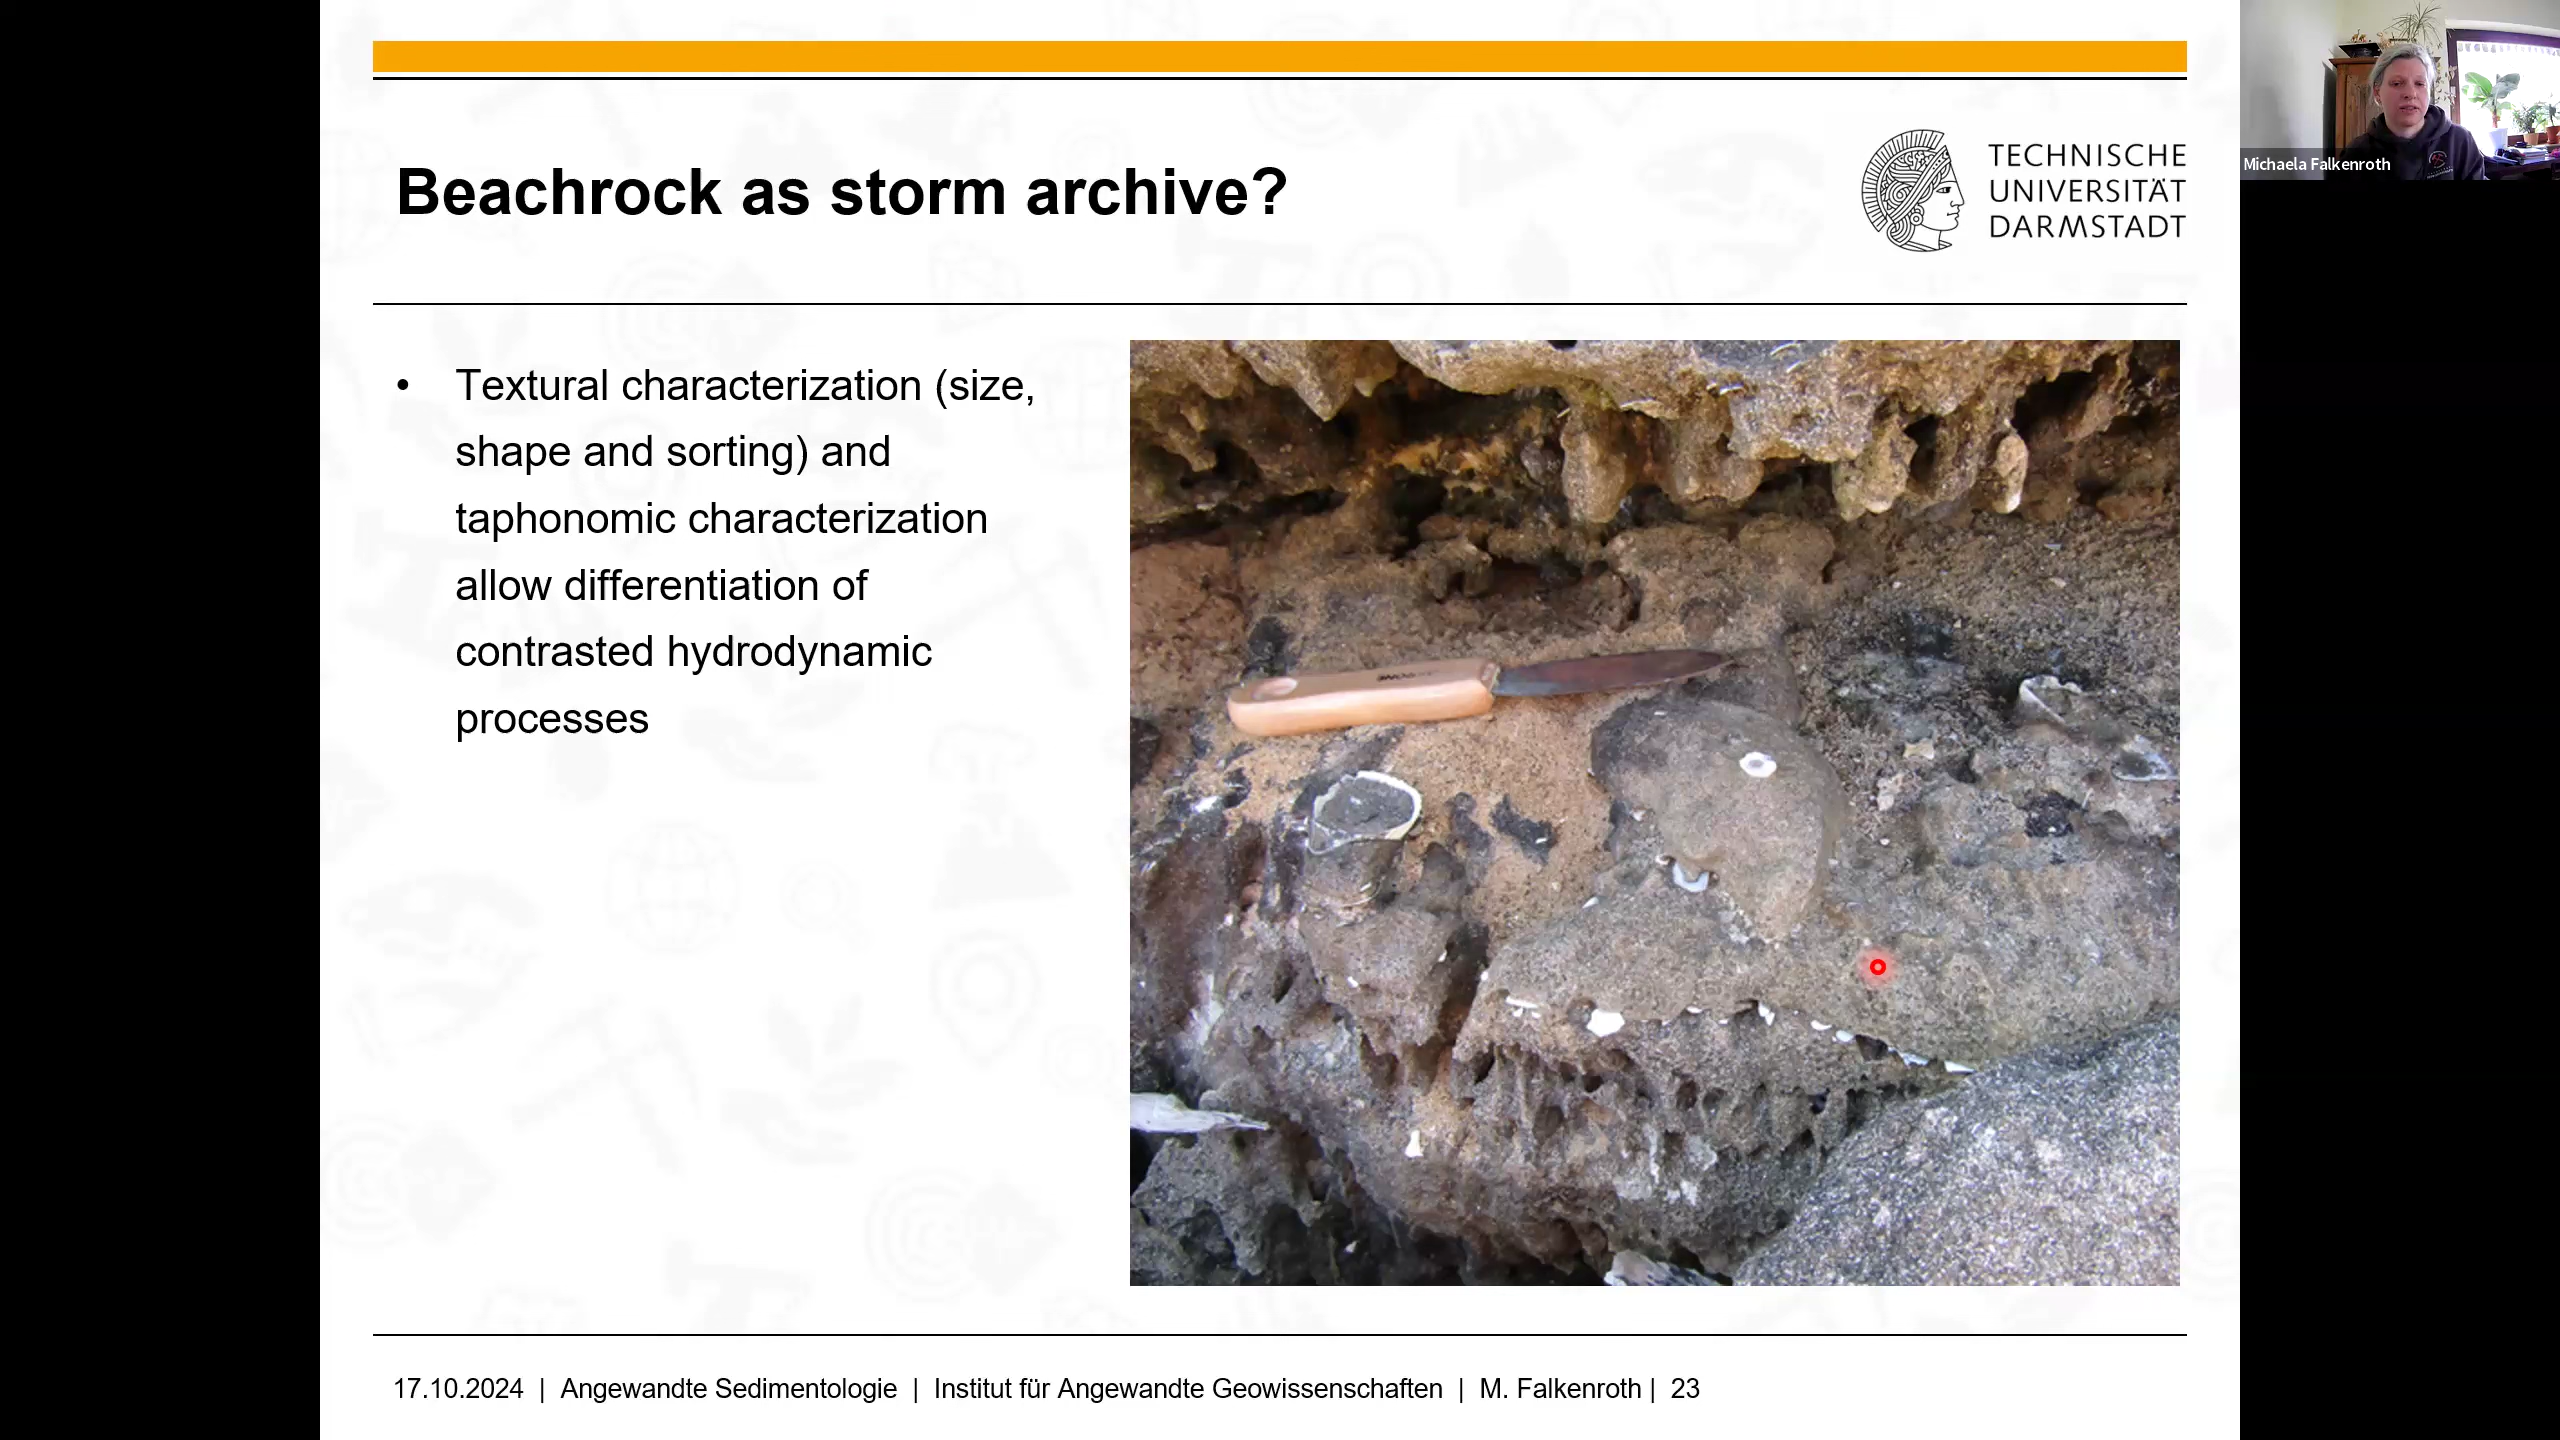 Beachrock as storm archive?
TECHNISCHE
UNIVERSITÄT
DARMSTADT
Michaela Falkenroth
• Textural characterization (size,
shape and sorting) and
taphonomic characterization
allow differentiation of
contrasted hydrodynamic
processes
17.10.2024 | Angewandte Sedimentologie | Institut für Angewandte Geowissenschaften | M. Falkenroth | 23